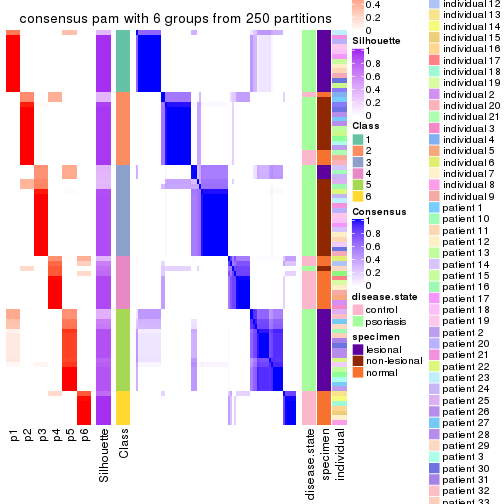 consensus pam with 6 groups from 250 partitions
p1
p2
p3
p4
p5
p6
Silhouette
Class
disease.state
specimen
individual
0.4
0.2
0
Silhouette
1
0.8
0.6
0.4
0.2
0
Class
1
2
3
4
5
6
Consensus
1
0.8
0.6
0.4
0.2
0
disease.state
control
psoriasis
specimen
lesional
non-lesional
normal
individual 12
individual 13
individual 14
individual 15
individual 16
individual 17
individual 18
individual 19
individual 2
individual 20
individual 21
individual 3
individual 4
individual 5
individual 6
individual 7
individual 8
individual 9
patient 1
patient 10
patient 11
patient 12
patient 13
patient 14
patient 15
patient 16
patient 17
patient 18
patient 19
patient 2
patient 20
patient 21
patient 22
patient 23
patient 24
patient 25
patient 26
patient 27
patient 28
patient 29
patient 3
patient 30
patient 31
patient 32
patient 33